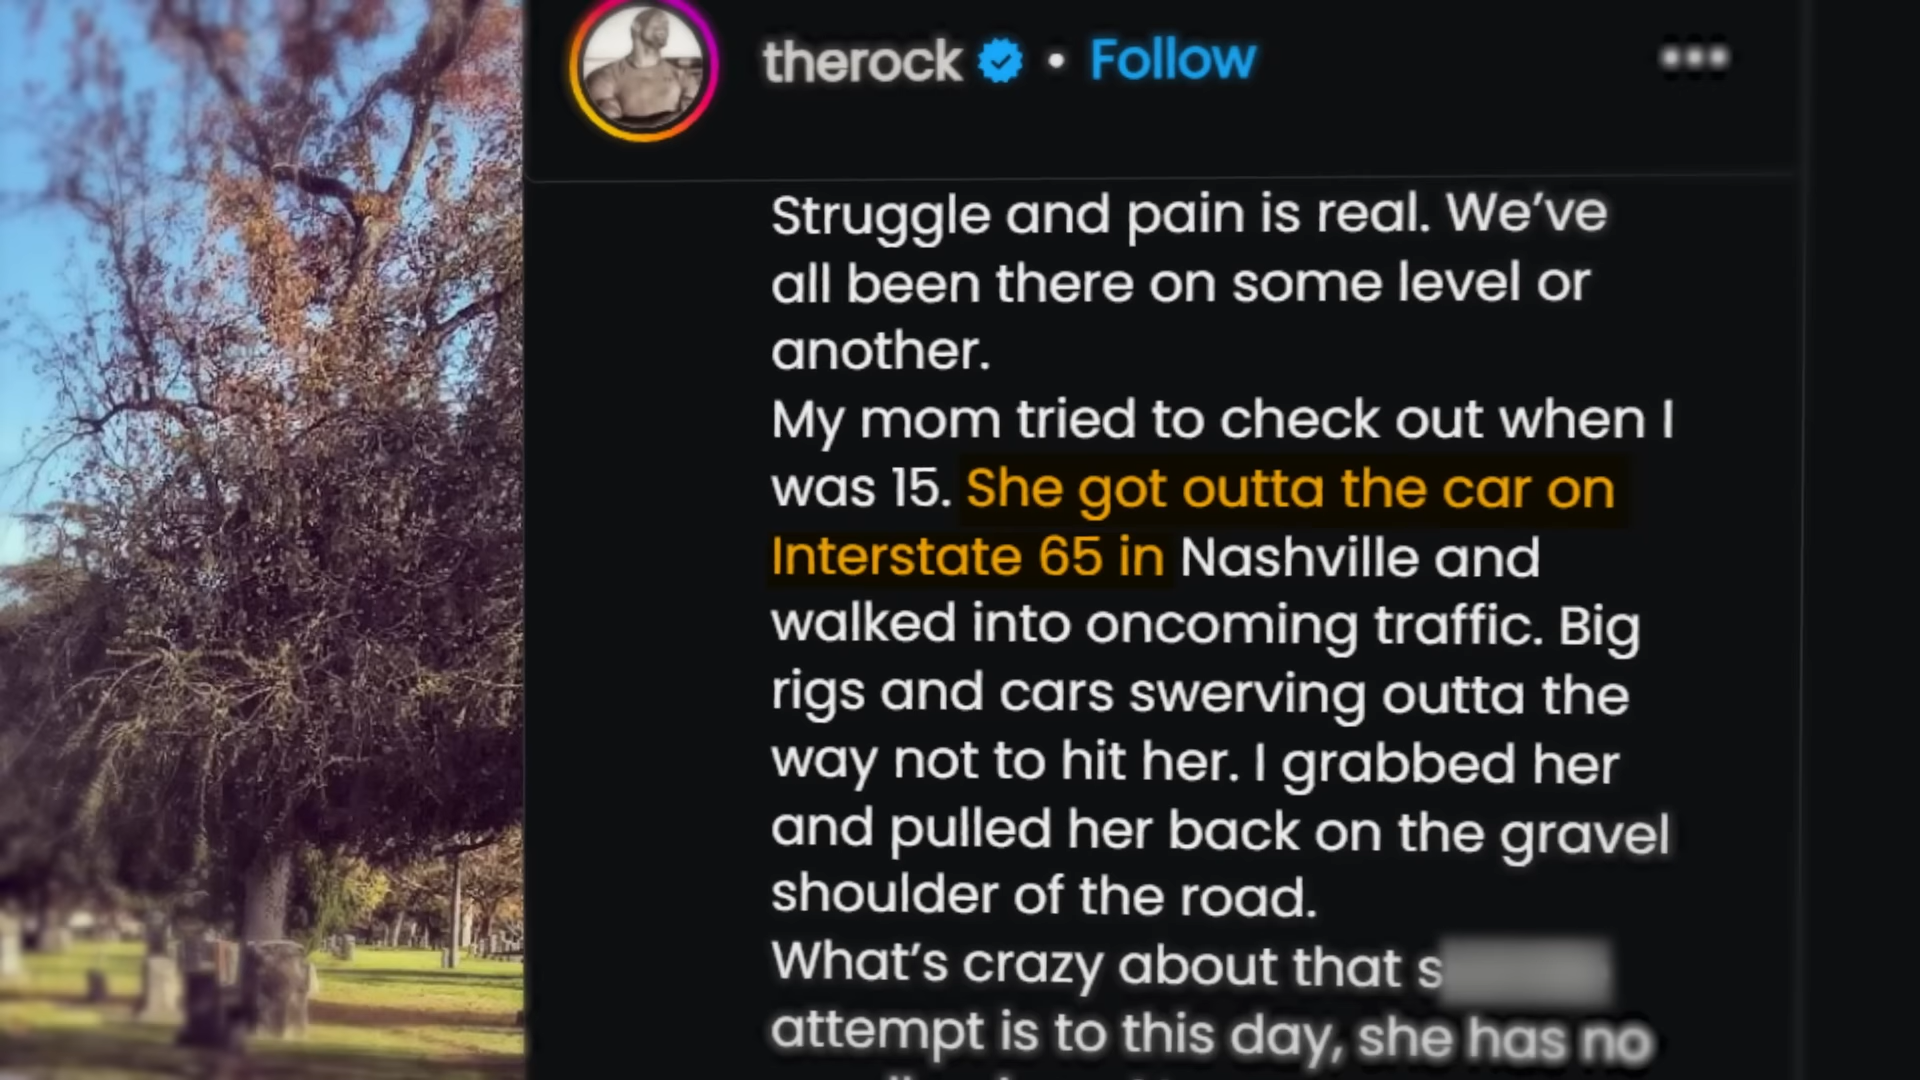 therock • Follow
Struggle and pain is real. We've
all been there on some level or
another.
My mom tried to check out when I
was 15. She got outta the car on
Interstate 65 in Nashville and
walked into oncoming traffic. Big
rigs and cars swerving outta the
way not to hit her. I grabbed her
and pulled her back on the gravel
shoulder of the road.
What's crazy about that s
attempt is to this day, she has no